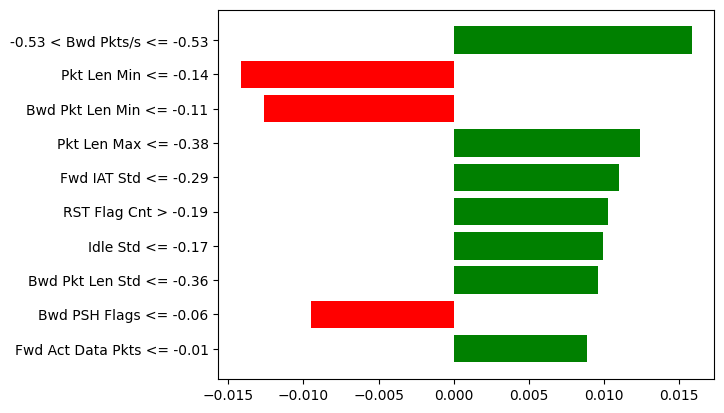 -0.53 < Bwd Pkts/s <= -0.53
Pkt Len Min <= -0.14
Bwd Pkt Len Min <= -0.11
Pkt Len Max <= -0.38
Fwd IAT Std <= -0.29
RST Flag Cnt > -0.19
Idle Std <= -0.17
Bwd Pkt Len Std <= -0.36
Bwd PSH Flags <= -0.06
Fwd Act Data Pkts <= -0.01
−0.015 −0.010 −0.005 0.000 0.005 0.010 0.015